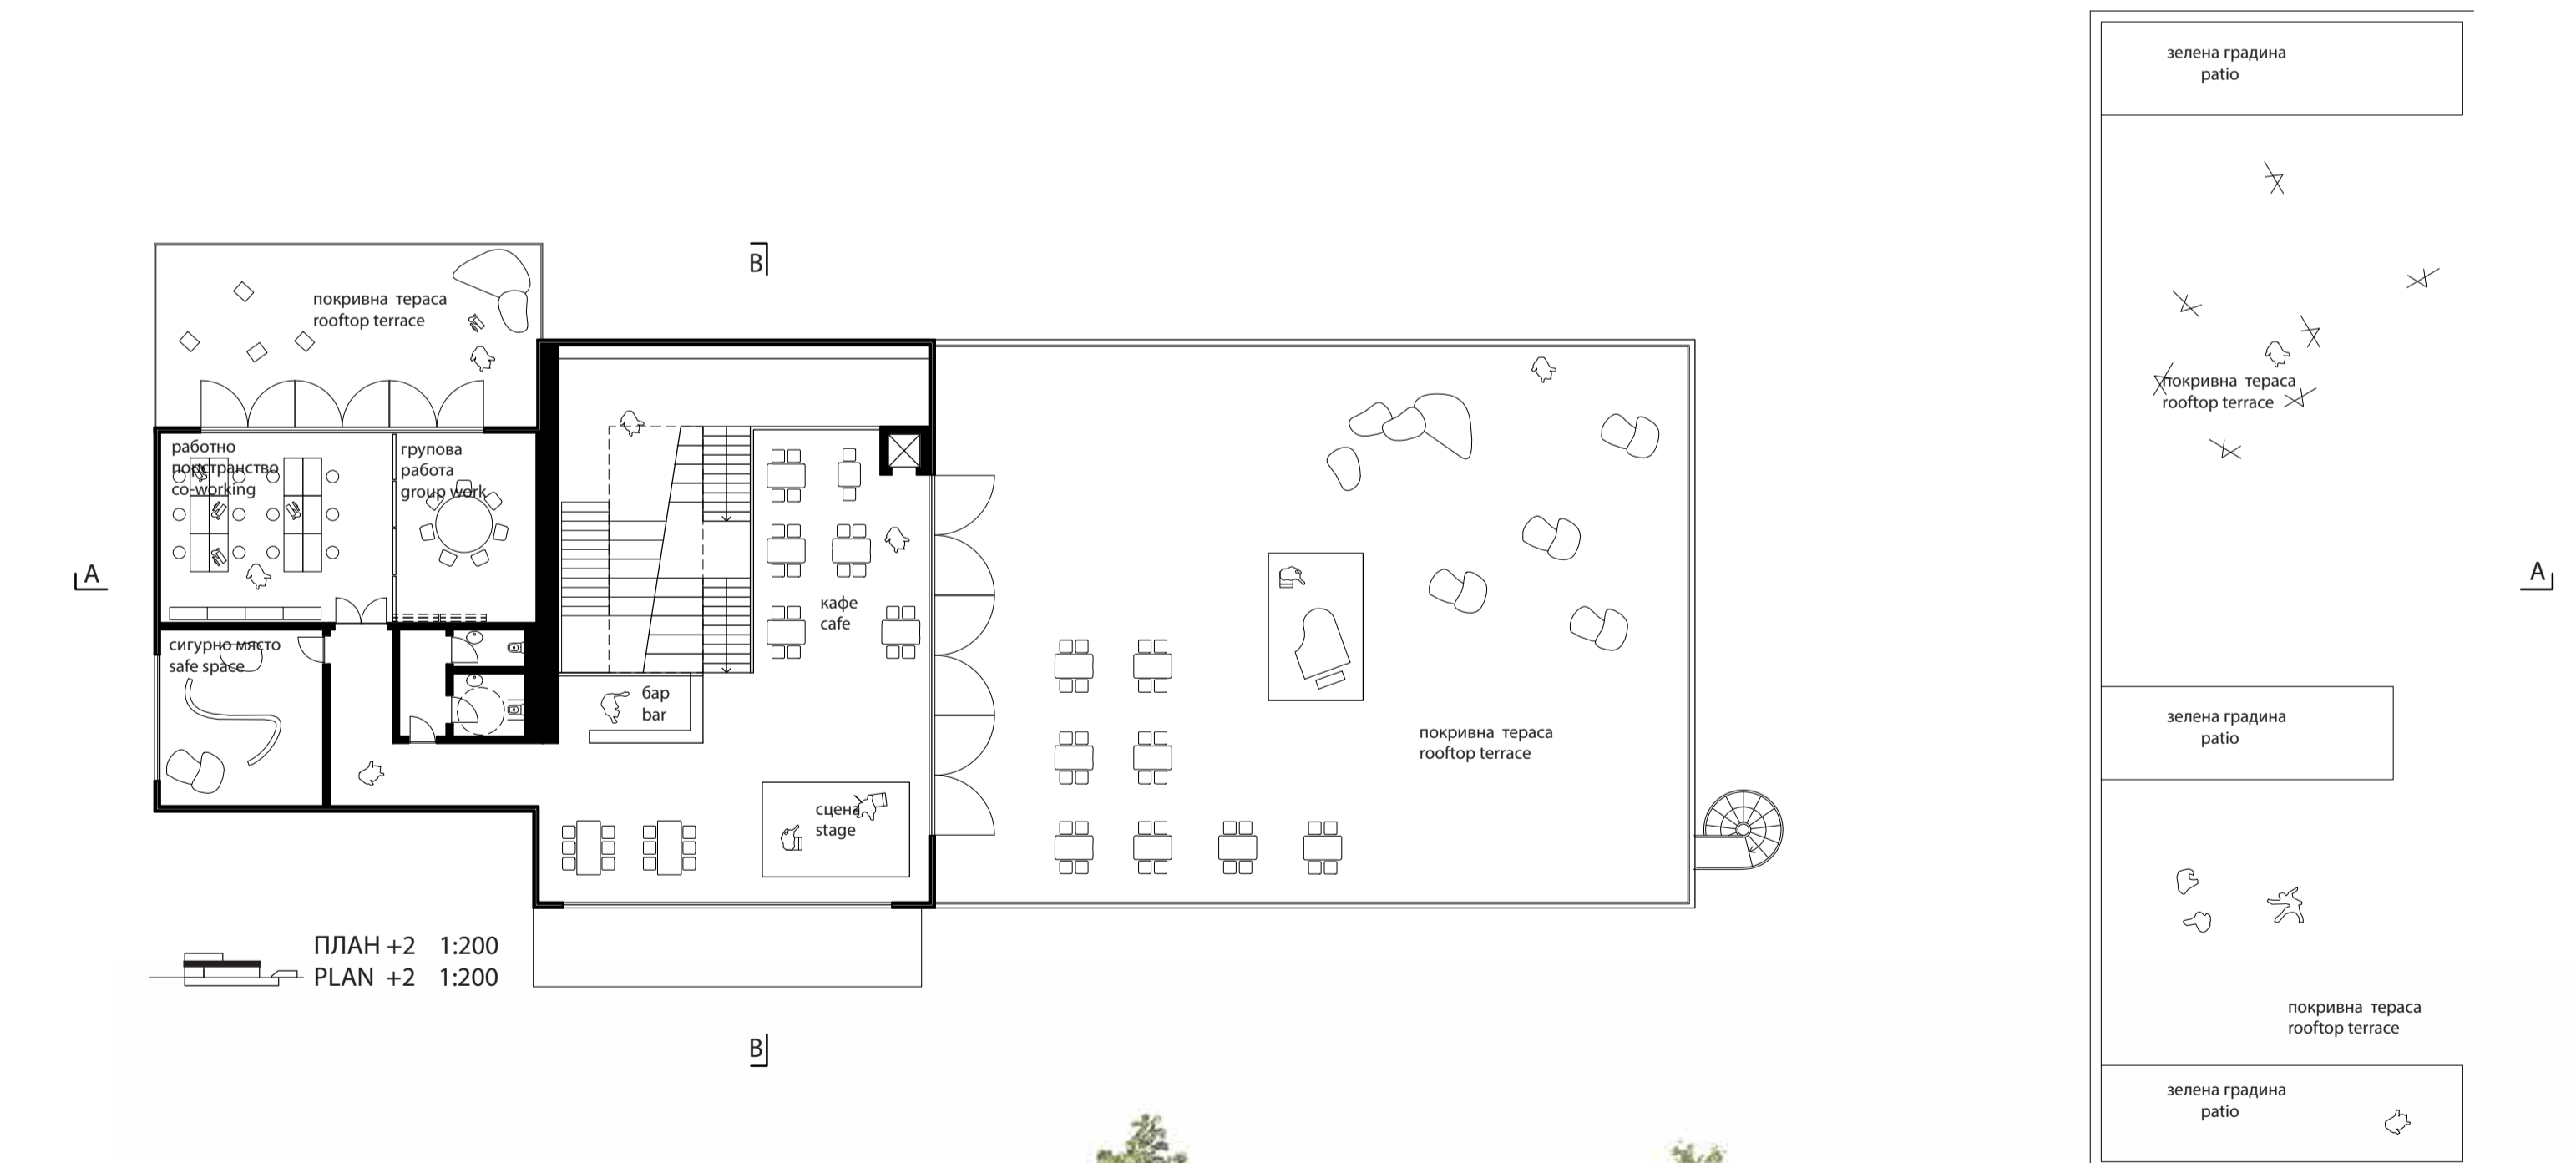 зелена градина
patio
B
покривна тераса
rooftop terrace
покривна тераса
rooftop terrace
работно
порстранство
co-working
групова
работа
group work
A
A
кафе
cafe
сигурно място
safe space
бар
bar
покривна тераса
rooftop terrace
зелена градина
patio
сцена
stage
ПЛАН +2 1:200
PLAN +2 1:200
покривна тераса
rooftop terrace
B
зелена градина
patio